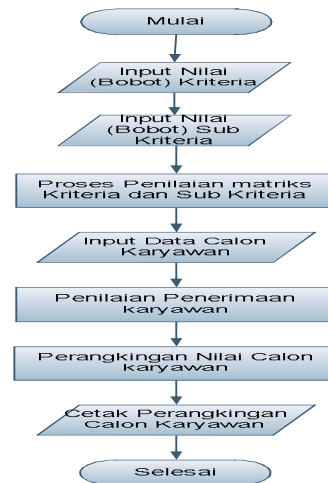 Mulai
Input Nilai
(Bobot) Kriteria
Input Nilai
(Bobot) Sub
Kriteria
Proses Penilaian matriks
Kriteria dan Sub Kriteria
Input Data Calon
Karyawan
Penilaian Penerimaan
karyawan
Perangkingan Nilai Calon
karyawan
Cetak Perangkingan
Calon Karyawan
Selesai